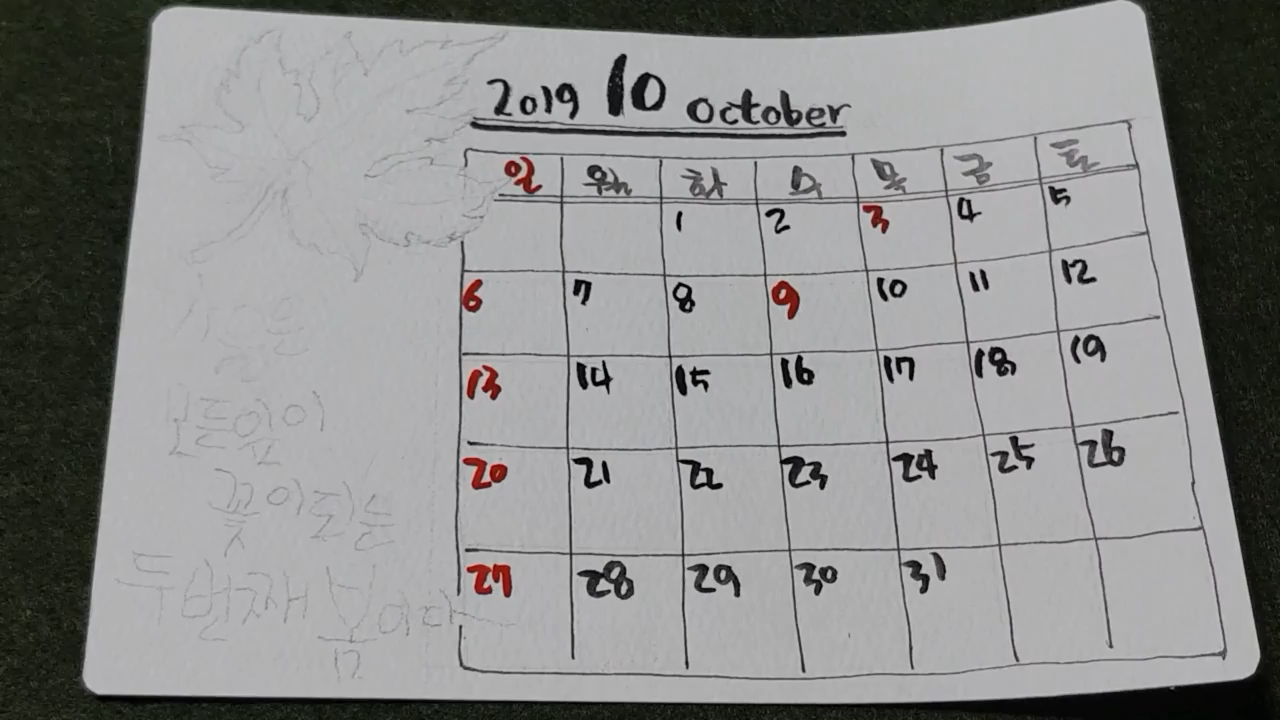 2019 10 october
일 월 화 수 목 금 토
1 2 3 4 5
6 7 8 9 10 11 12
13 14 15 16 17 18 19
20 21 22 23 24 25 26
27 28 29 30 31
가을은
모든잎이
꽃이되는
두번째 봄이다